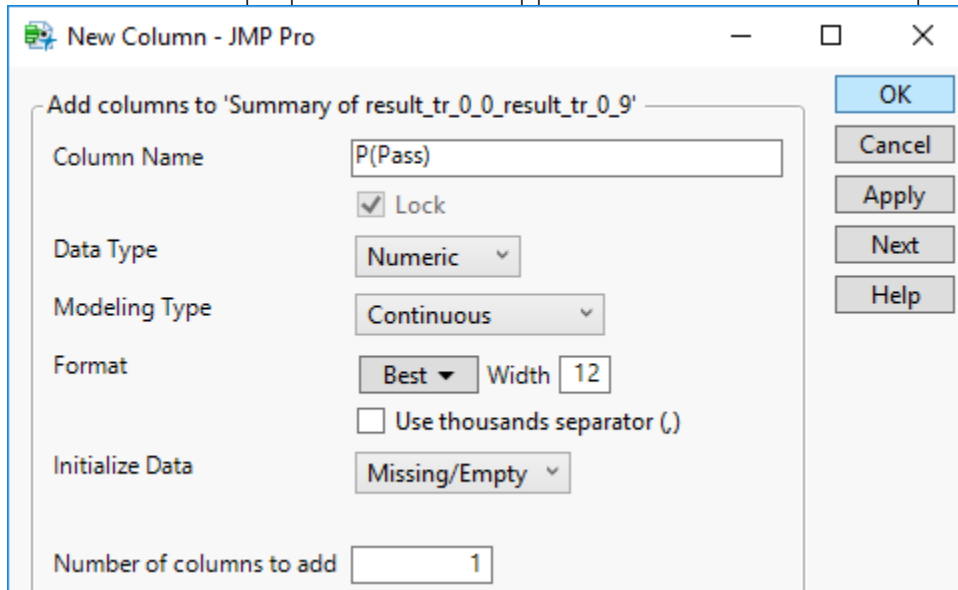 New Column - JMP Pro
Add columns to 'Summary of result_tr_0_0_result_tr_0_9'
OK
Column Name P(Pass)
Cancel
Lock
Apply
Data Type Numeric
Next
Modeling Type Continuous
Help
Format Best Width 12
Use thousands separator (,)
Initialize Data Missing/Empty
Number of columns to add 1